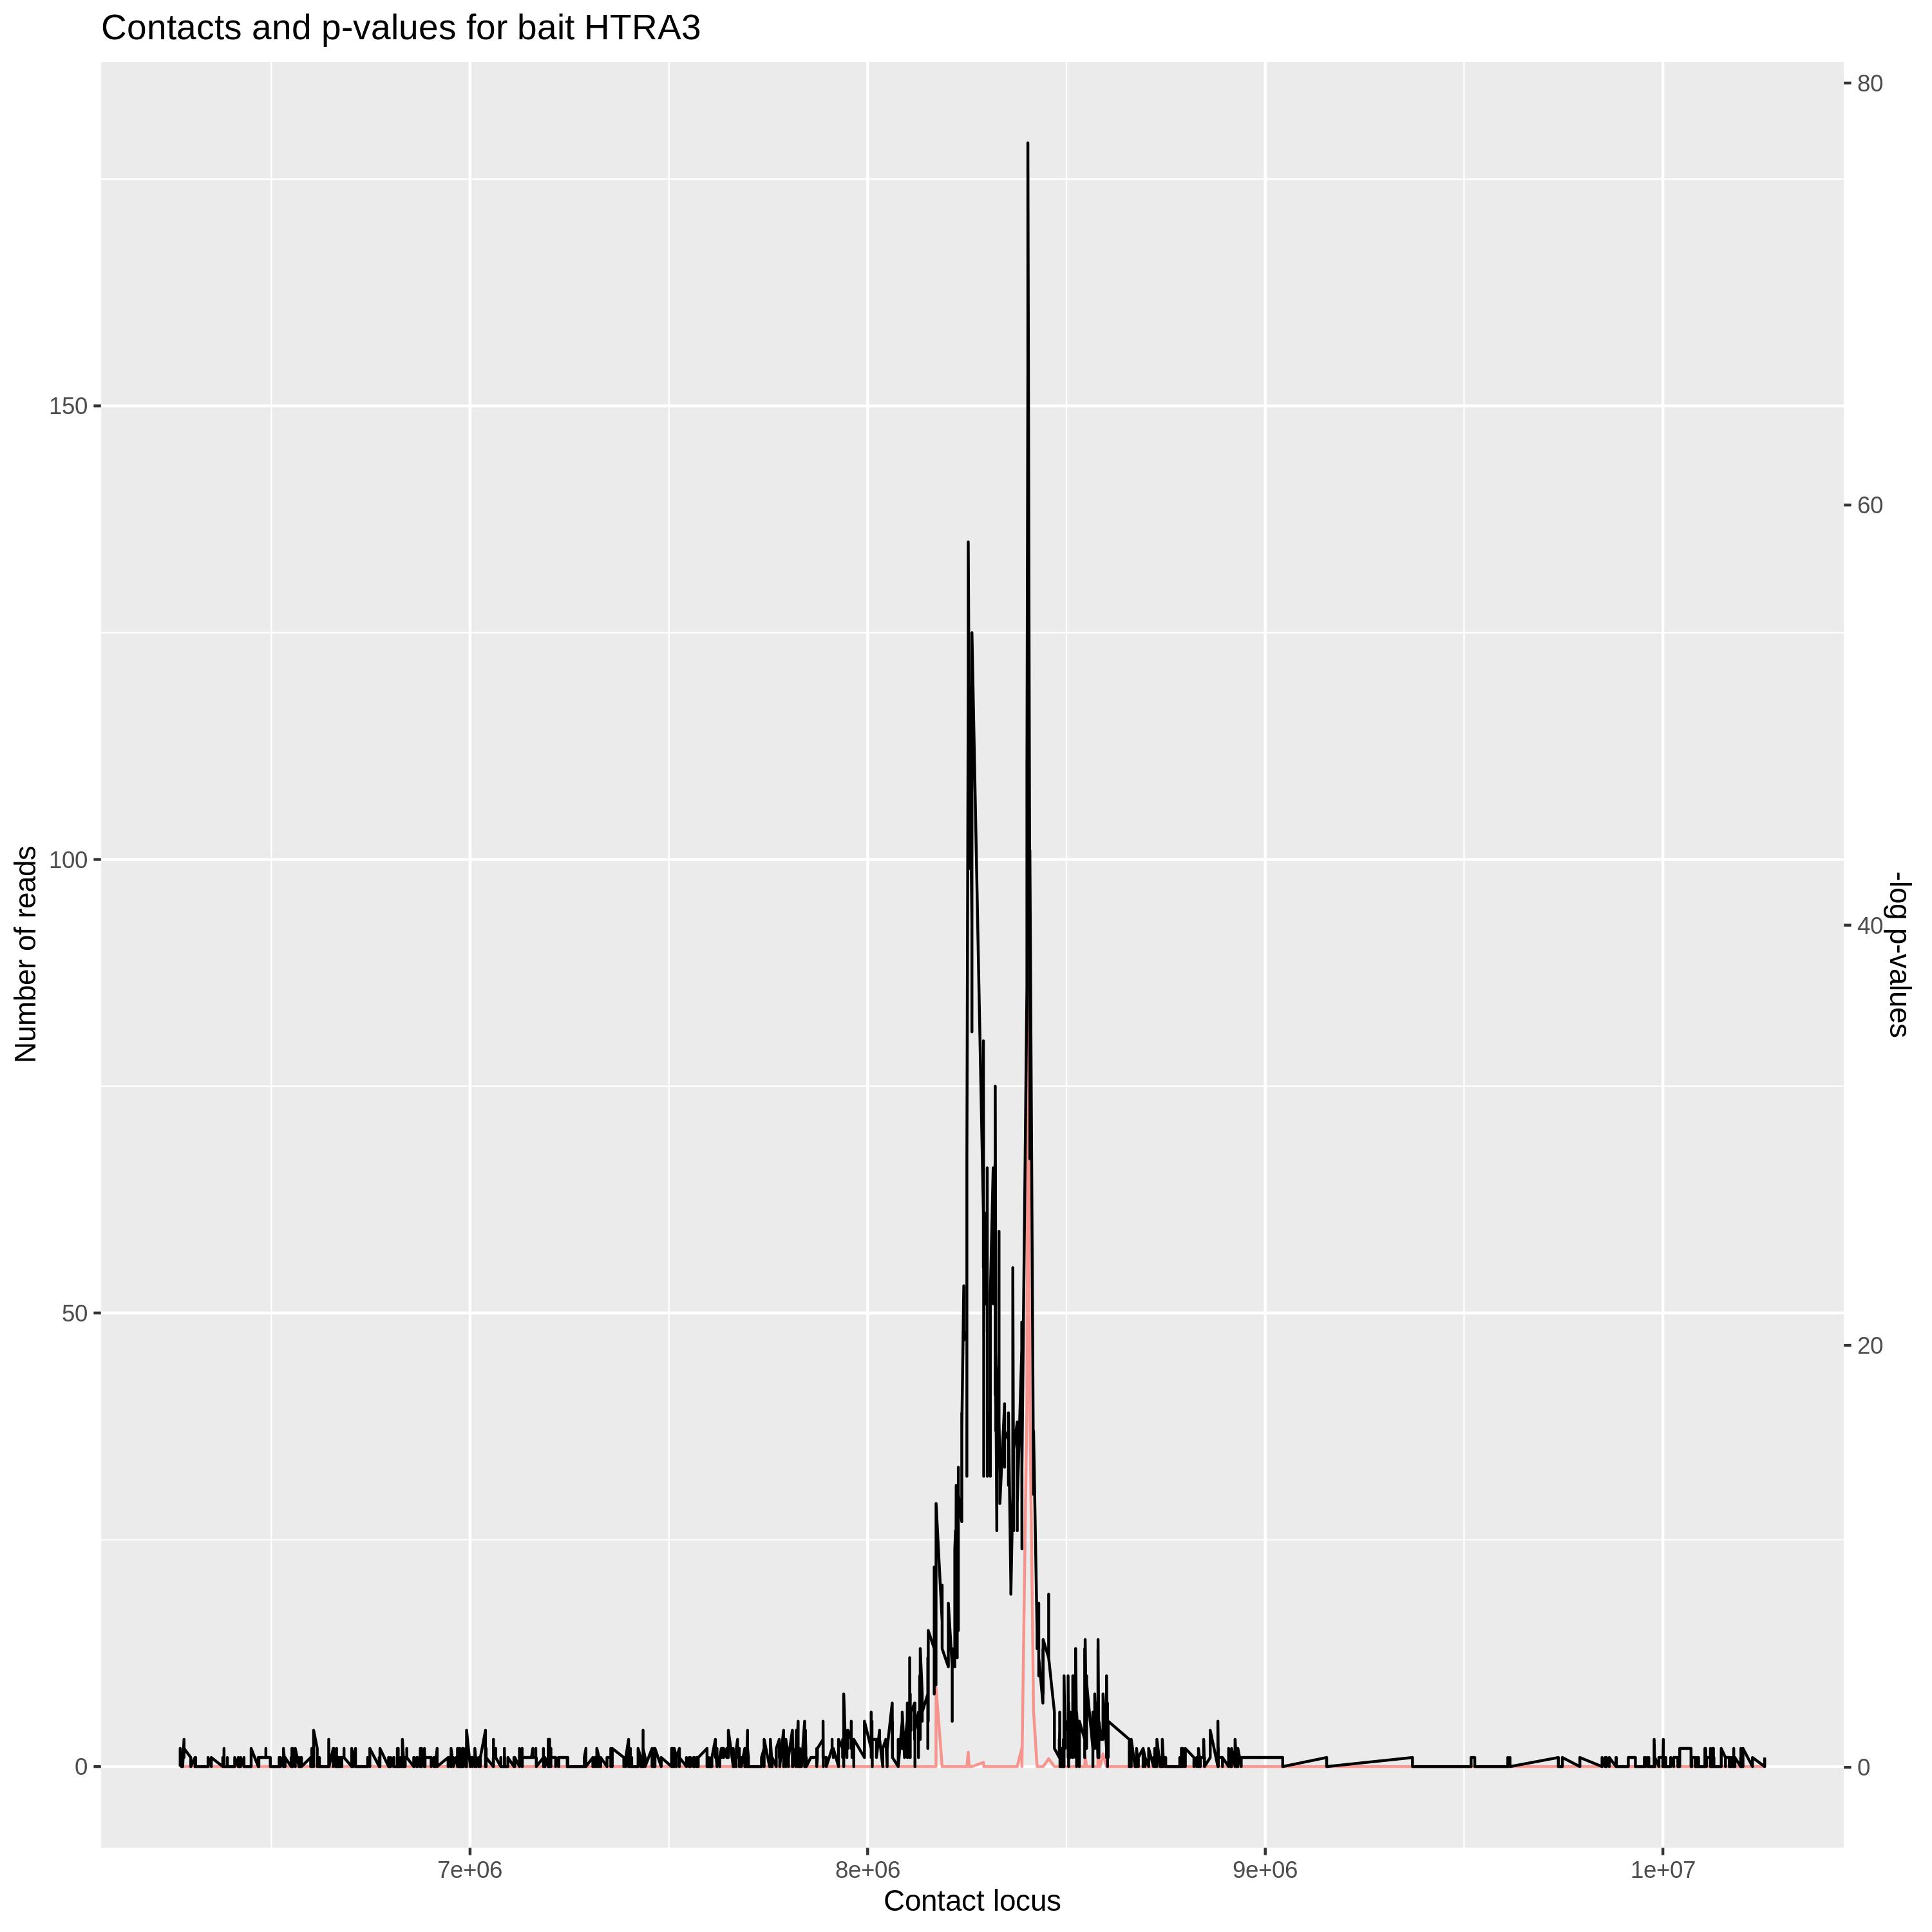 Contacts and p-values for bait HTRA3
Number of reads
150
100
50
0
80
60
40
20
0
-log p-values
7e+06
8e+06
9e+06
1e+07
Contact locus